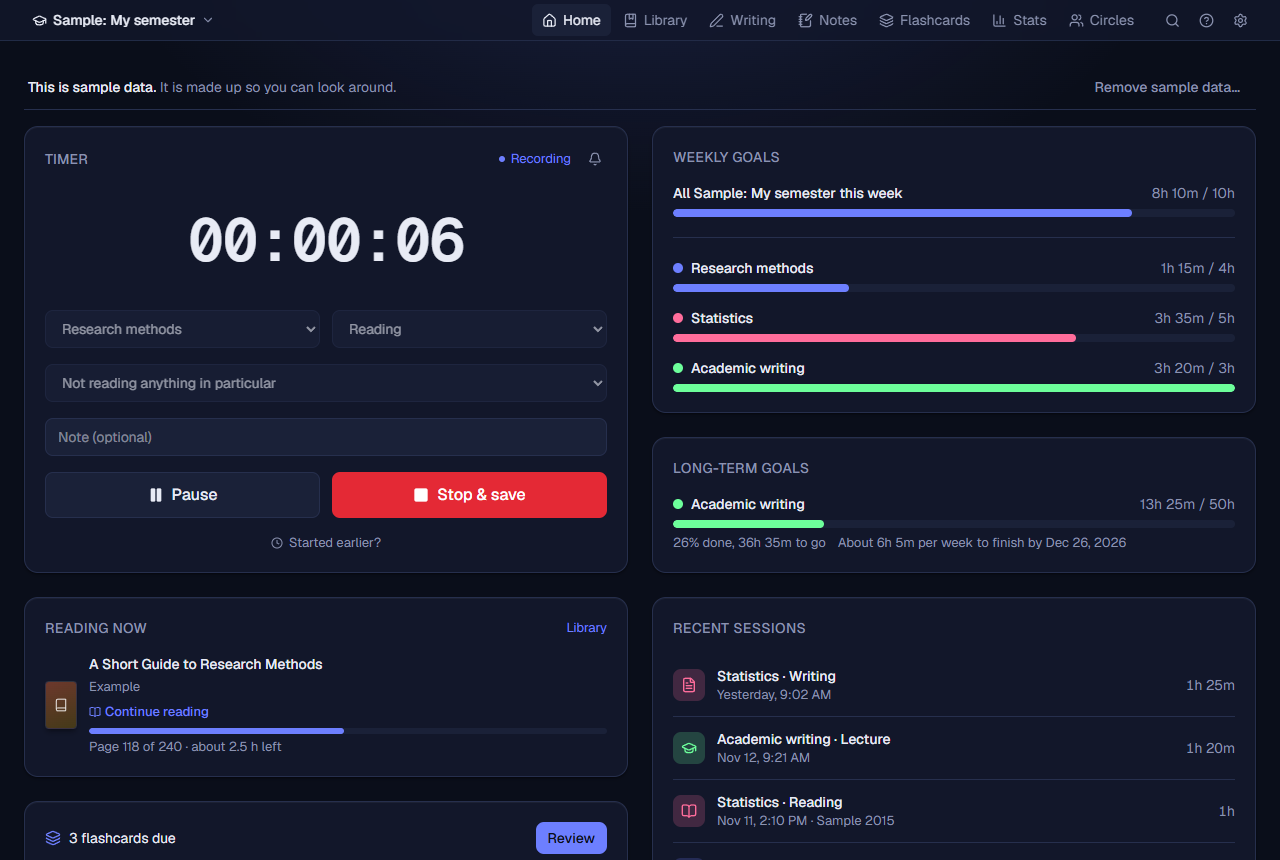 Sample: My semester
Home
Library
Writing
Notes
Flashcards
Stats
Circles
This is sample data. It is made up so you can look around.
Remove sample data...
TIMER
Recording
00:00:06
Research methods
Reading
Not reading anything in particular
Note (optional)
Pause
Stop & save
Started earlier?
WEEKLY GOALS
All Sample: My semester this week
8h 10m / 10h
Research methods
1h 15m / 4h
Statistics
3h 35m / 5h
Academic writing
3h 20m / 3h
LONG-TERM GOALS
Academic writing
13h 25m / 50h
26% done, 36h 35m to go About 6h 5m per week to finish by Dec 26, 2026
READING NOW
Library
A Short Guide to Research Methods
Example
Continue reading
Page 118 of 240 · about 2.5 h left
3 flashcards due
Review
RECENT SESSIONS
Statistics · Writing
Yesterday, 9:02 AM
1h 25m
Academic writing · Lecture
Nov 12, 9:21 AM
1h 20m
Statistics · Reading
Nov 11, 2:10 PM · Sample 2015
1h